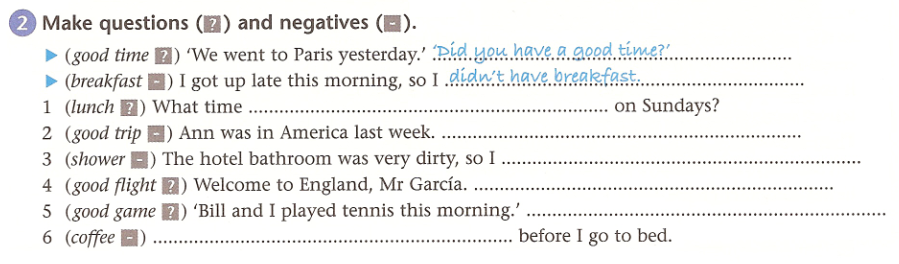 2 Make questions (?) and negatives (-).
▶ (good time ?) ‘We went to Paris yesterday.’ ‘Did you have a good time?’
▶ (breakfast -) I got up late this morning, so I didn’t have breakfast.
1 (lunch ?) What time .................................................. on Sundays?
2 (good trip -) Ann was in America last week. ..................................................
3 (shower -) The hotel bathroom was very dirty, so I ..................................................
4 (good flight ?) Welcome to England, Mr García. ..................................................
5 (good game ?) ‘Bill and I played tennis this morning.’ ..................................................
6 (coffee -) .................................................. before I go to bed.